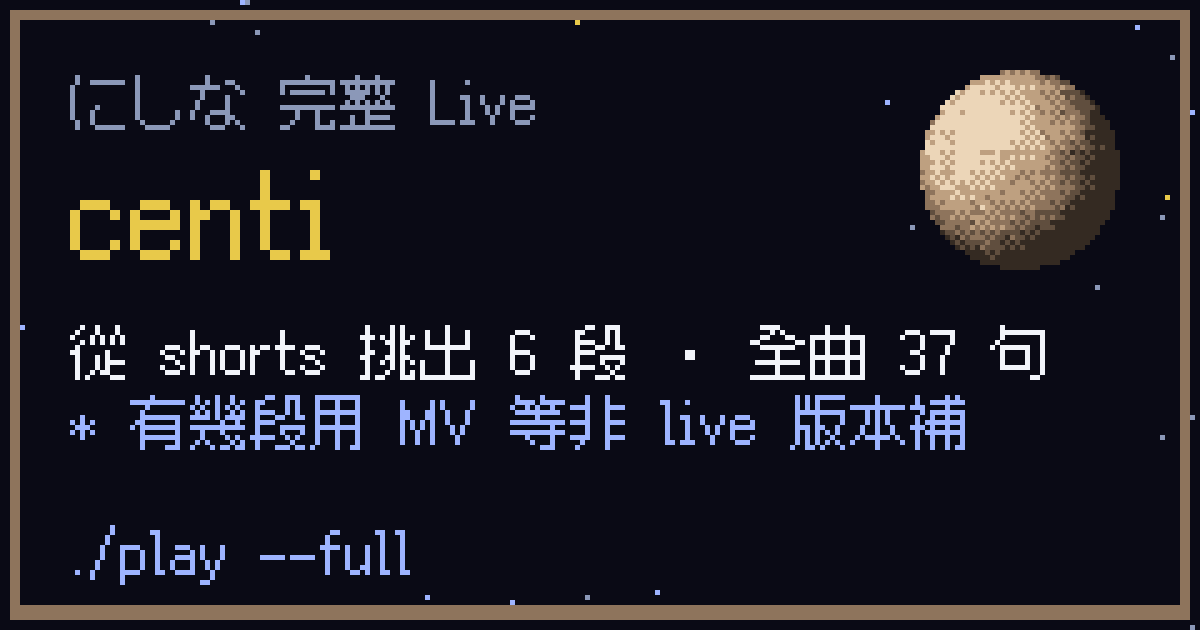 にしな 完整 Live
centi
從 shorts 挑出 6 段 · 全曲 37 句
* 有幾段用 MV 等非 live 版本補
./play --full